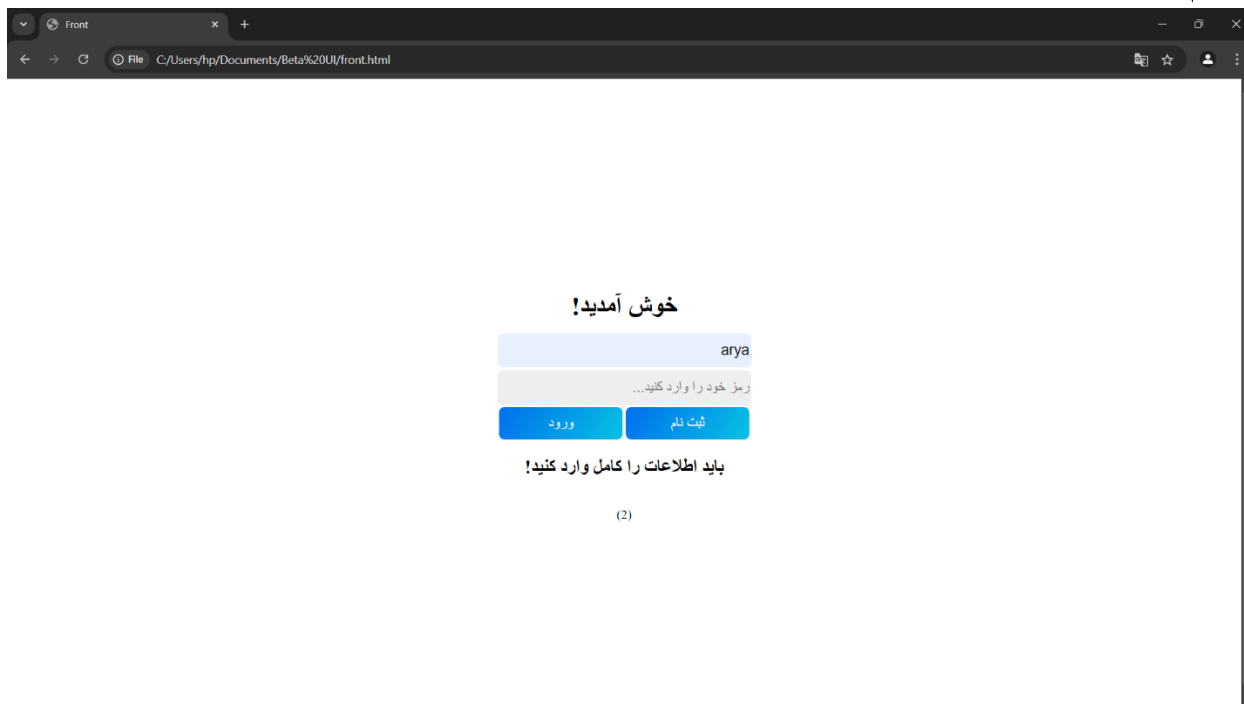 Front
File C:/Users/hp/Documents/Beta%20UI/front.html
خوش آمدید!
arya
رمز خود را وارد کنید...
ثبت نام ورود
باید اطلاعات را کامل وارد کنید!
(2)